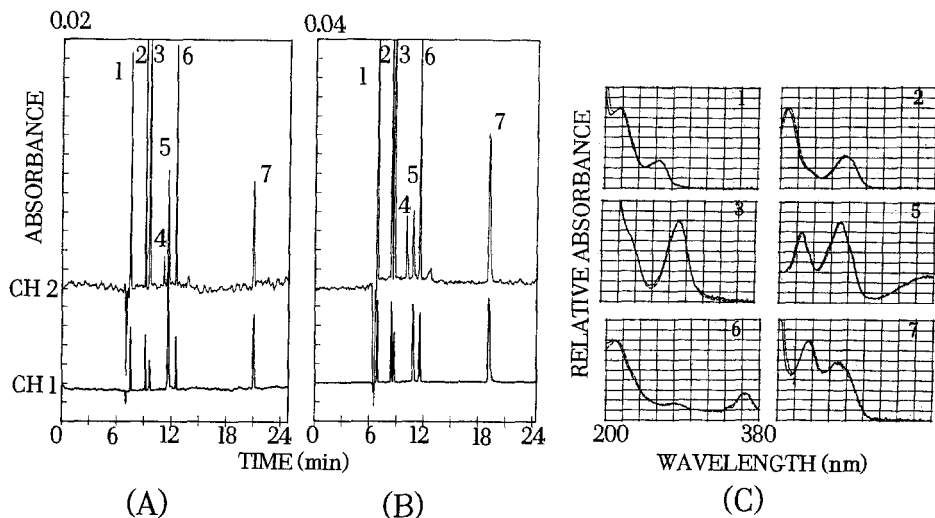 0.02
0.04
1
2
3
6
5
4
7
1
2
3
6
5
4
7
ABSORBANCE
CH 2
CH 1
0 6 12 18 24
0 6 12 18 24
TIME (min)
(A)
(B)
RELATIVE ABSORBANCE
1
2
3
5
6
7
200 380
WAVELENGTH (nm)
(C)